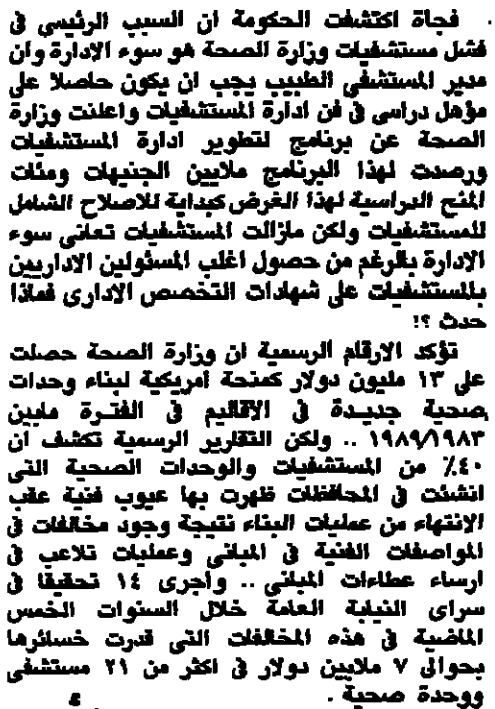 فجاة اكتشفت الحكومة ان السبب الرئيسى فى
فشل مستشفيات وزارة الصحة هو سوء الادارة وان
مدير المستشفى الطبيب يجب ان يكون حاصلا على
مؤهل دراسى فى فن ادارة المستشفيات واعلنت وزارة
الصحة عن برنامج لتطوير ادارة المستشفيات
ورصدت لهذا البرنامج ملايين الجنيهات ومئات
المنح الدراسية لهذا الغرض كبداية للاصلاح الشامل
للمستشفيات ولكن مازالت المستشفيات تعانى سوء
الادارة بالرغم من حصول اغلب المسئولين الاداريين
بالمستشفيات على شهادات التخصص الادارى فماذا
حدث ؟!
تؤكد الارقام الرسمية ان وزارة الصحة حصلت
على ١٣ مليون دولار كمنحة امريكية لبناء وحدات
صحية جديدة فى الاقاليم فى الفترة مابين
١٩٨٩/١٩٨٣ .. ولكن التقارير الرسمية تكشف ان
٤٠٪ من المستشفيات والوحدات الصحية التى
انشئت فى المحافظات ظهرت بها عيوب فنية عقب
الانتهاء من عمليات البناء نتيجة وجود مخالفات فى
المواصفات الفنية فى المبانى وعمليات تلاعب فى
ارساء عطاءات المبانى .. واجرى ١٤ تحقيقا فى
سراى النيابة العامة خلال السنوات الخمس
الماضية فى هذه المخالفات التى قدرت خسائرها
بحوالى ٧ ملايين دولار فى اكثر من ٢١ مستشفى
ووحدة صحية .